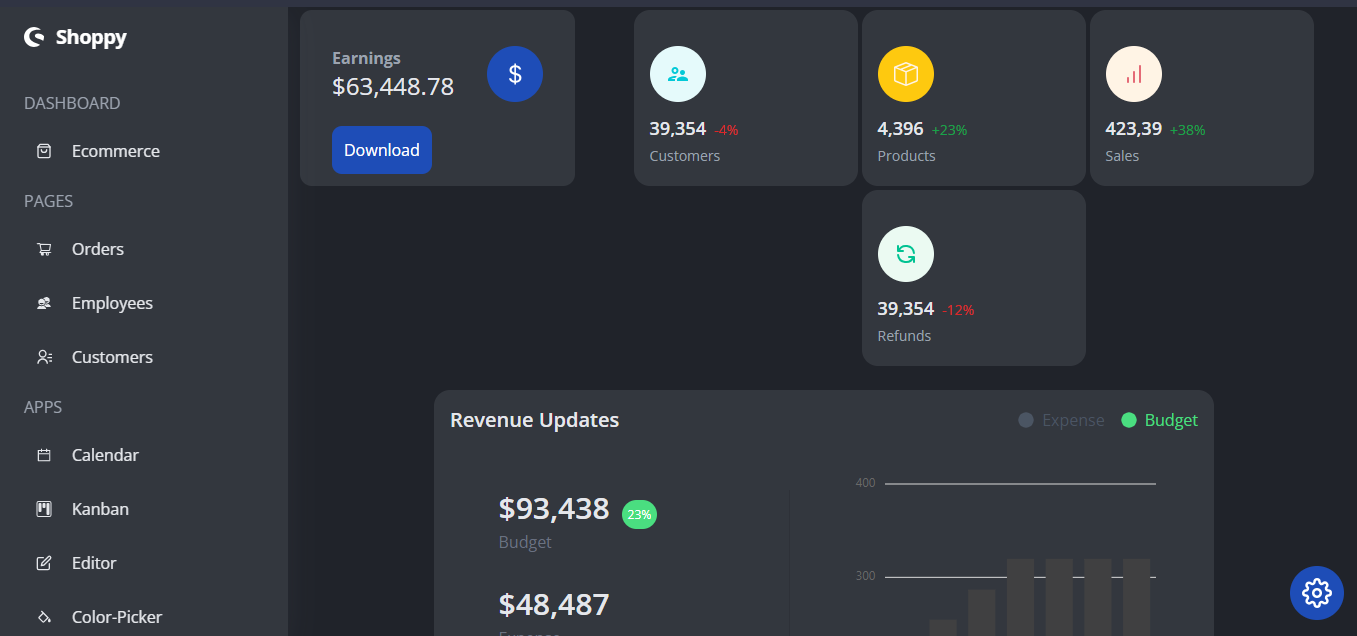 Shoppy
DASHBOARD
Ecommerce
PAGES
Orders
Employees
Customers
APPS
Calendar
Kanban
Editor
Color-Picker
Earnings
$63,448.78
$
Download
39,354 -4%
Customers
4,396 +23%
Products
423,39 +38%
Sales
39,354 -12%
Refunds
Revenue Updates
Expense
Budget
$93,438 23%
Budget
$48,487
Expense
400
300